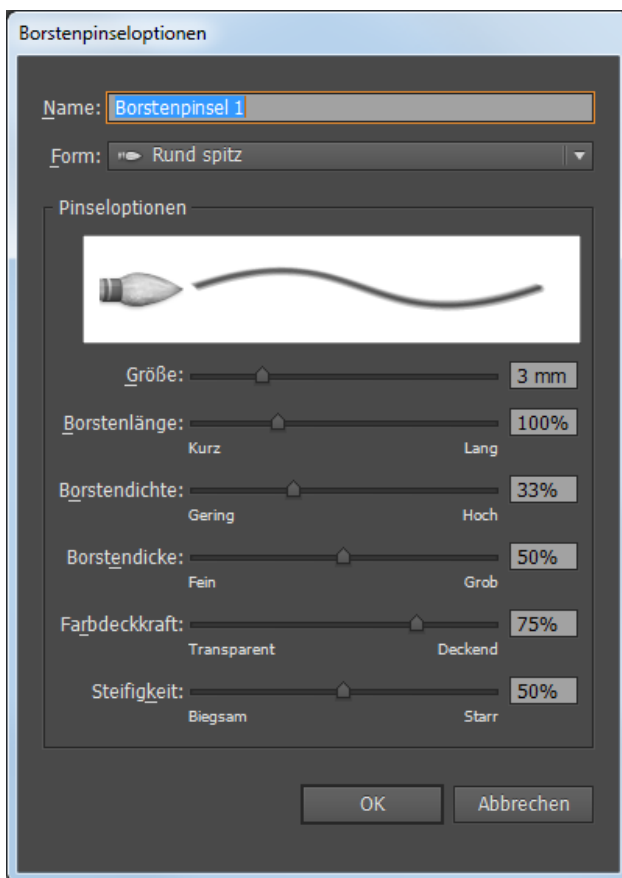 Borstenpinseloptionen
Name: Borstenpinsel 1
Form: Rund spitz
Pinseloptionen
Größe: 3 mm
Borstenlänge: 100%
Kurz Lang
Borstendichte: 33%
Gering Hoch
Borstendicke: 50%
Fein Grob
Farbdeckkraft: 75%
Transparent Deckend
Steifigkeit: 50%
Biegsam Starr
OK Abbrechen